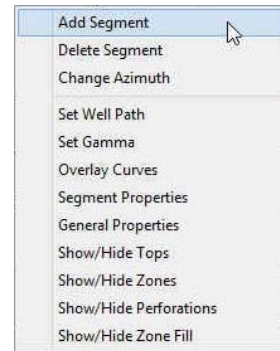 Add Segment
Delete Segment
Change Azimuth
Set Well Path
Set Gamma
Overlay Curves
Segment Properties
General Properties
Show/Hide Tops
Show/Hide Zones
Show/Hide Perforations
Show/Hide Zone Fill